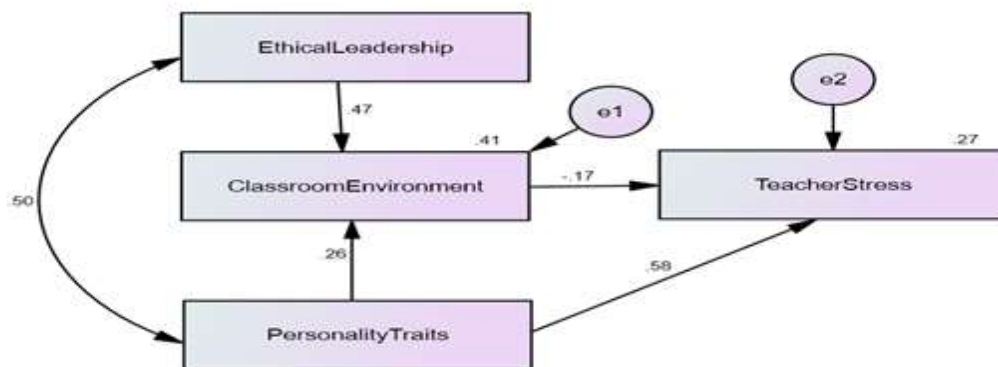 EthicalLeadership
.47
e1
e2
.41
.27
ClassroomEnvironment
-.17
TeacherStress
.50
.26
.58
PersonalityTraits